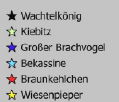 Wachtelkönig
Kiebitz
Großer Brachvogel
Bekassine
Braunkehlchen
Wiesenpieper